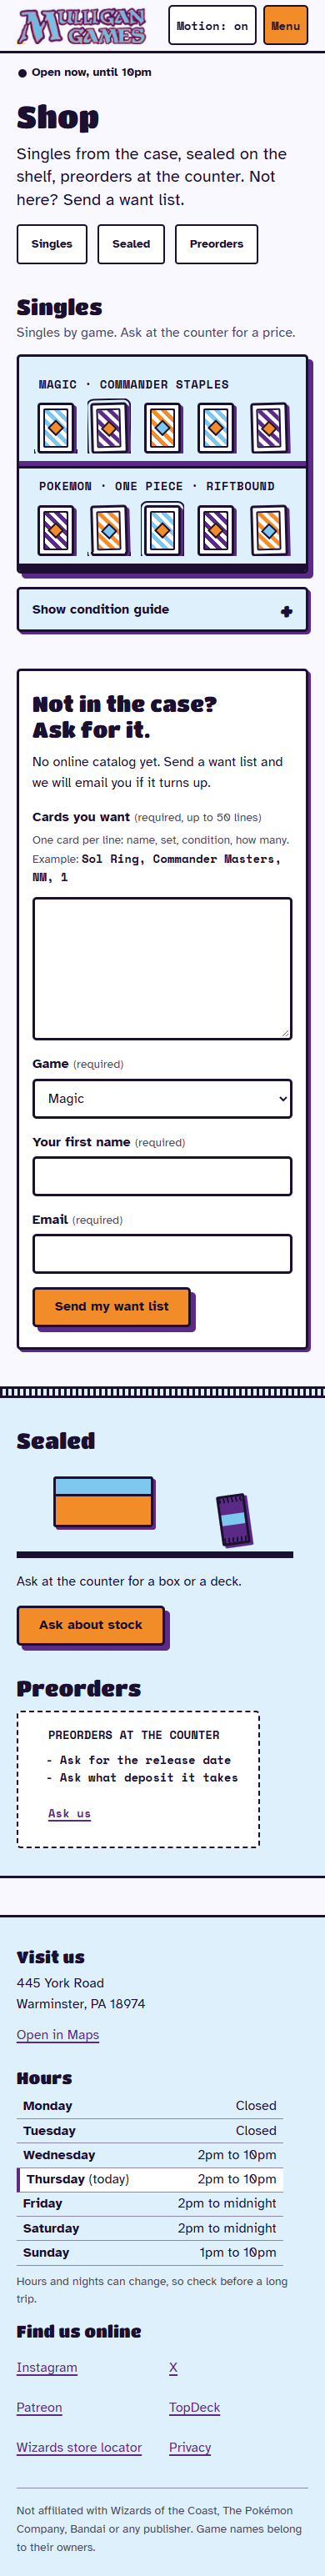 MULLIGAN
GAMES
Motion: on
Menu
Open now, until 10pm
Shop
Singles from the case, sealed on the
shelf, preorders at the counter. Not
here? Send a want list.
Singles
Sealed
Preorders
Singles
Singles by game. Ask at the counter for a price.
MAGIC · COMMANDER STAPLES
POKEMON · ONE PIECE · RIFTBOUND
Show condition guide
Not in the case?
Ask for it.
No online catalog yet. Send a want list and
we will email you if it turns up.
Cards you want (required, up to 50 lines)
One card per line: name, set, condition, how many.
Example: Sol Ring, Commander Masters,
NM, 1
Game (required)
Magic
Your first name (required)
Email (required)
Send my want list
Sealed
Ask at the counter for a box or a deck.
Ask about stock
Preorders
PREORDERS AT THE COUNTER
- Ask for the release date
- Ask what deposit it takes
Ask us
Visit us
445 York Road
Warminster, PA 18974
Open in Maps
Hours
Monday Closed
Tuesday Closed
Wednesday 2pm to 10pm
Thursday (today) 2pm to 10pm
Friday 2pm to midnight
Saturday 2pm to midnight
Sunday 1pm to 10pm
Hours and nights can change, so check before a long
trip.
Find us online
Instagram X
Patreon TopDeck
Wizards store locator Privacy
Not affiliated with Wizards of the Coast, The Pokémon
Company, Bandai or any publisher. Game names belong
to their owners.